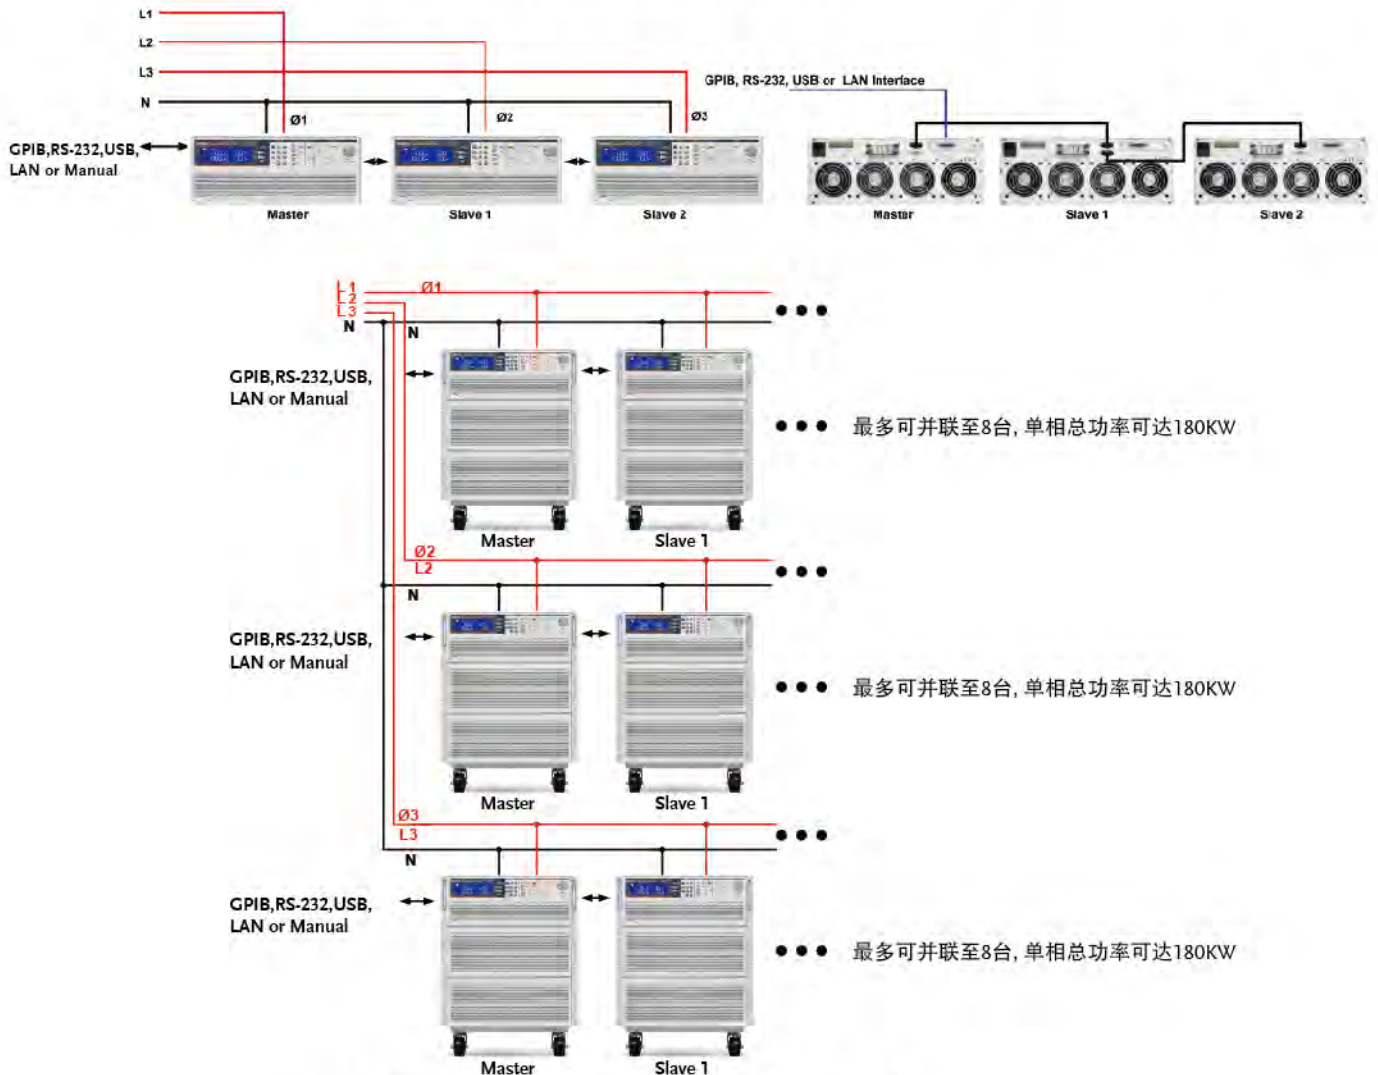 L1
L2
L3
N
Ø1
Ø2
Ø3
GPIB,RS-232,USB,
LAN or Manual
Master
Slave 1
Slave 2
GPIB, RS-232, USB or LAN Interface
Master
Slave 1
Slave 2
L1
L2
L3
N
Ø1
N
GPIB,RS-232,USB,
LAN or Manual
最多可并联至8台, 单相总功率可达180KW
Master
Slave 1
Ø2
L2
N
GPIB,RS-232,USB,
LAN or Manual
最多可并联至8台, 单相总功率可达180KW
Master
Slave 1
Ø3
L3
N
GPIB,RS-232,USB,
LAN or Manual
最多可并联至8台, 单相总功率可达180KW
Master
Slave 1